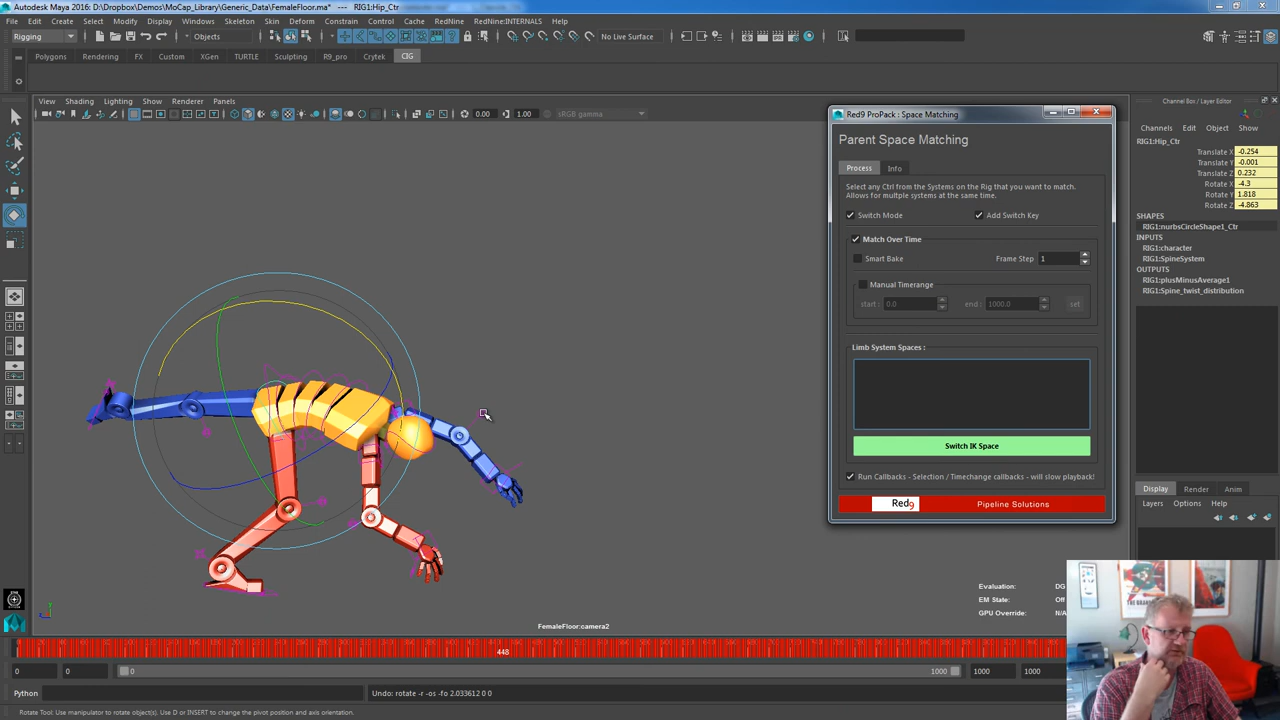 Autodesk Maya 2016: D:\Dropbox\Demos\MoCap_Library\Generic_Data\FemaleFloor.ma*   ---   RIG1:Hip_Ctr
File Edit Create Select Modify Display Windows Skeleton Skin Deform Constrain Control Cache RedNine RedNine:INTERNALS Help
Rigging Objects No Live Surface
Polygons Rendering FX Custom XGen TURTLE Sculpting R9_pro Crytek CIG
View Shading Lighting Show Renderer Panels
0.00 1.00 sRGB gamma
Red9 ProPack : Space Matching
Parent Space Matching
Process Info
Select any Ctrl from the Systems on the Rig that you want to match.
Allows for multple systems at the same time.
Switch Mode Add Switch Key
Match Over Time
Smart Bake Frame Step 1
Manual Timerange
start : 0.0 end : 1000.0 set
Limb System Spaces :
Switch IK Space
Run Callbacks - Selection / Timechange callbacks - will slow playback!
Red9 Pipeline Solutions
Channel Box / Layer Editor
Channels Edit Object Show
RIG1:Hip_Ctr
Translate X -0.254
Translate Y -0.001
Translate Z 0.232
Rotate X -4.3
Rotate Y 1.818
Rotate Z -4.863
SHAPES
RIG1:nurbsCircleShape1_Ctr
INPUTS
RIG1:character
RIG1:SpineSystem
OUTPUTS
RIG1:plusMinusAverage1
RIG1:Spine_twist_distribution
Display Render Anim
Layers Options Help
Evaluation: DG
EM State: Off
GPU Override: N/A
FemaleFloor:camera2
448
0 0 0 1000 1000 1000
Python Undo: rotate -r -os -fo 2.033612 0 0
Rotate Tool: Use manipulator to rotate object(s). Use D or INSERT to change the pivot position and axis orientation.